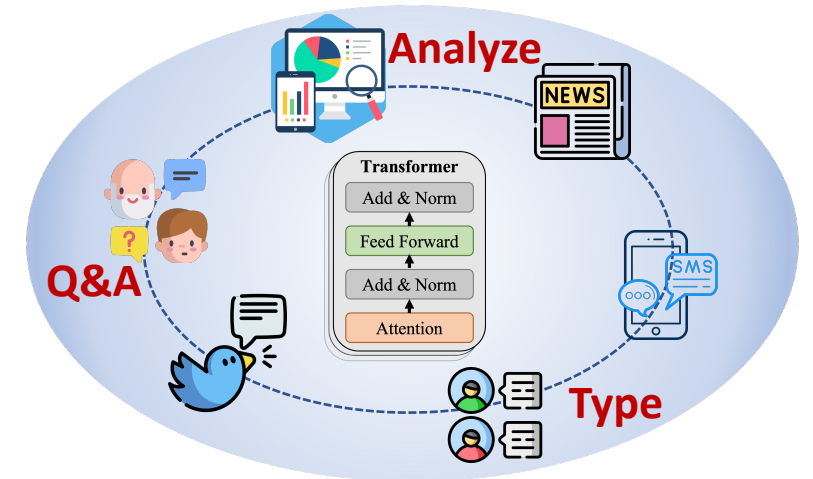 Analyze
NEWS
Transformer
Add & Norm
Feed Forward
Add & Norm
Attention
Q&A
?
SMS
Type